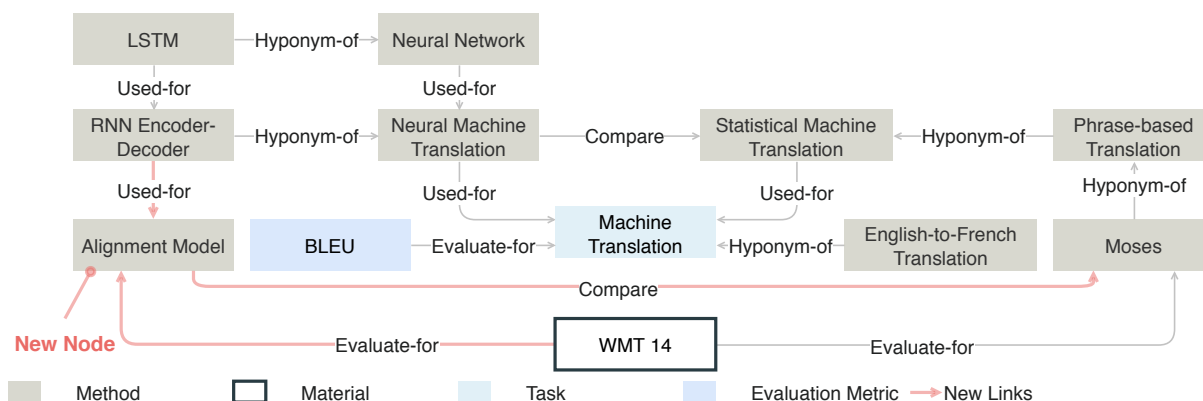 LSTM
Hyponym-of
Neural Network
Used-for
Used-for
RNN Encoder-
Decoder
Hyponym-of
Neural Machine
Translation
Compare
Statistical Machine
Translation
Hyponym-of
Phrase-based
Translation
Used-for
Used-for
Used-for
Hyponym-of
Alignment Model
BLEU
Evaluate-for
Machine
Translation
Hyponym-of
English-to-French
Translation
Moses
Compare
New Node
Evaluate-for
WMT 14
Evaluate-for
Method
Material
Task
Evaluation Metric
New Links